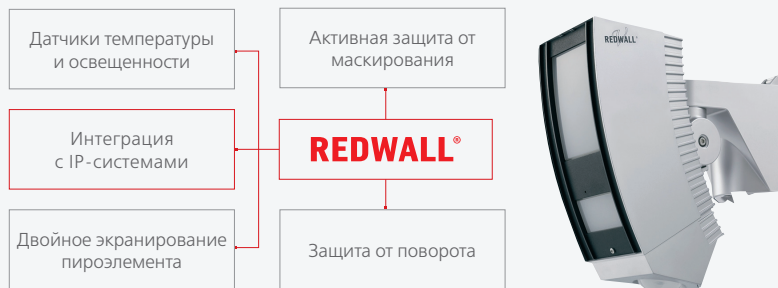 Датчики температуры
и освещенности
Активная защита от
маскирования
Интеграция
с IP-системами
REDWALL®
Двойное экранирование
пироэлемента
Защита от поворота
REDWALL®